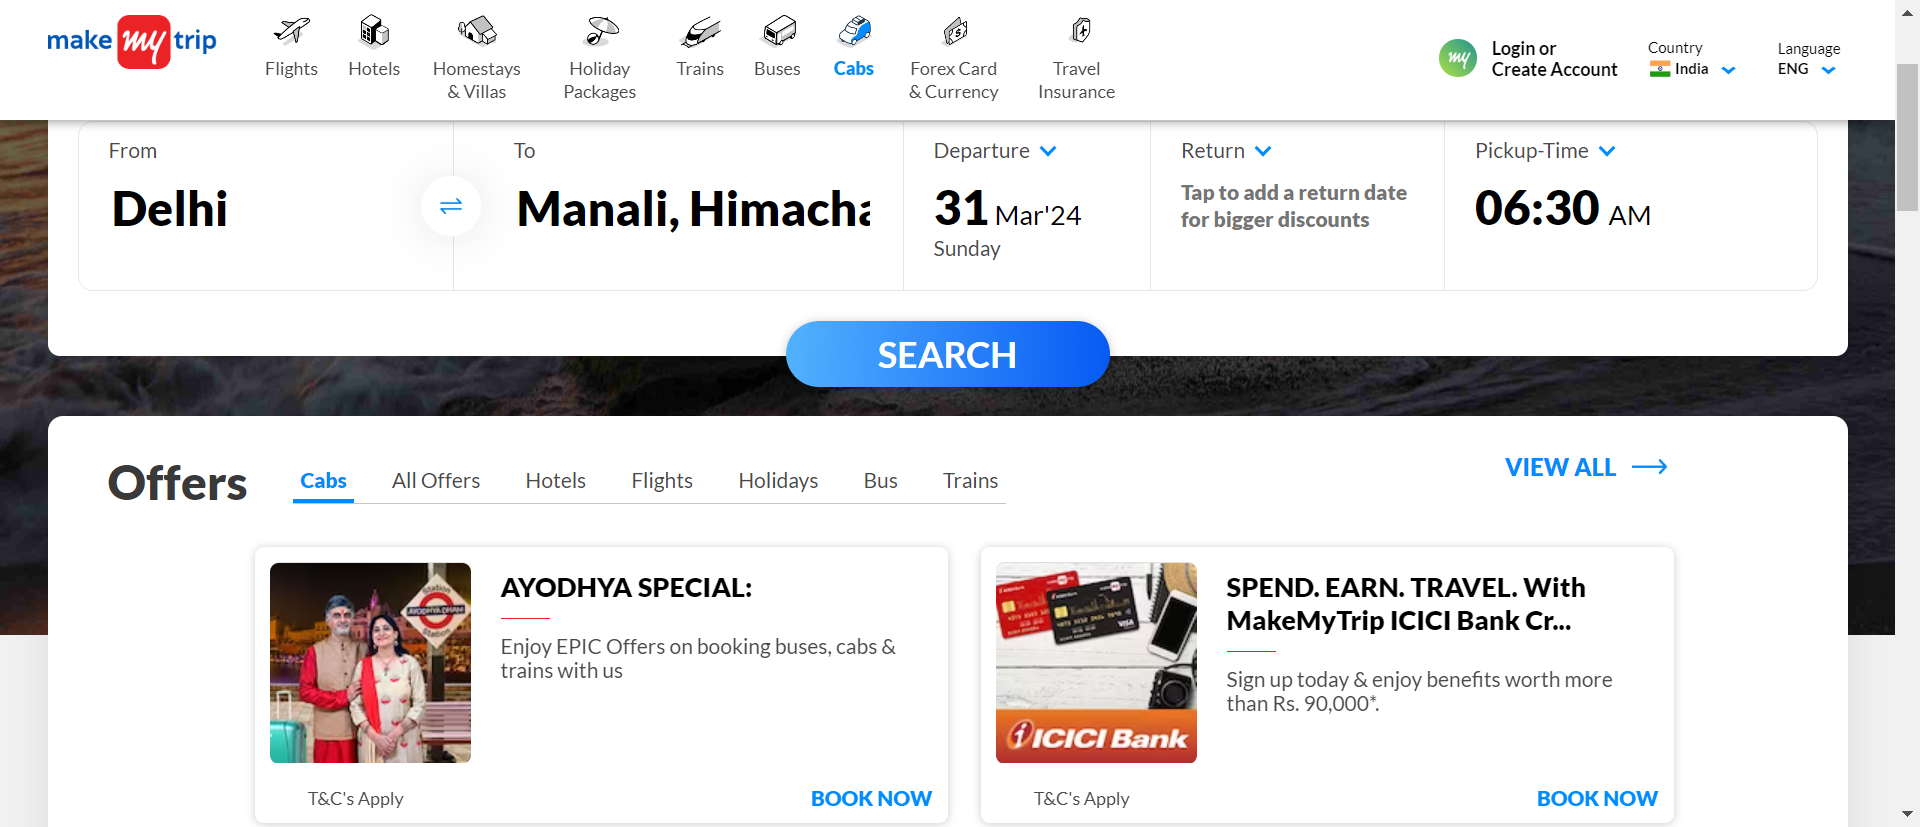 make my trip
Flights
Hotels
Homestays
& Villas
Holiday
Packages
Trains
Buses
Cabs
Forex Card
& Currency
Travel
Insurance
my
Login or
Create Account
Country
India
Language
ENG
From
Delhi
To
Manali, Himacha
Departure
31 Mar'24
Sunday
Return
Tap to add a return date
for bigger discounts
Pickup-Time
06:30 AM
SEARCH
Offers
Cabs
All Offers
Hotels
Flights
Holidays
Bus
Trains
VIEW ALL
Station
AYODHYA DHAM
Station
AYODHYA SPECIAL:
Enjoy EPIC Offers on booking buses, cabs &
trains with us
T&C's Apply
BOOK NOW
VISA
ICICI Bank
SPEND. EARN. TRAVEL. With
MakeMyTrip ICICI Bank Cr...
Sign up today & enjoy benefits worth more
than Rs. 90,000*.
T&C's Apply
BOOK NOW